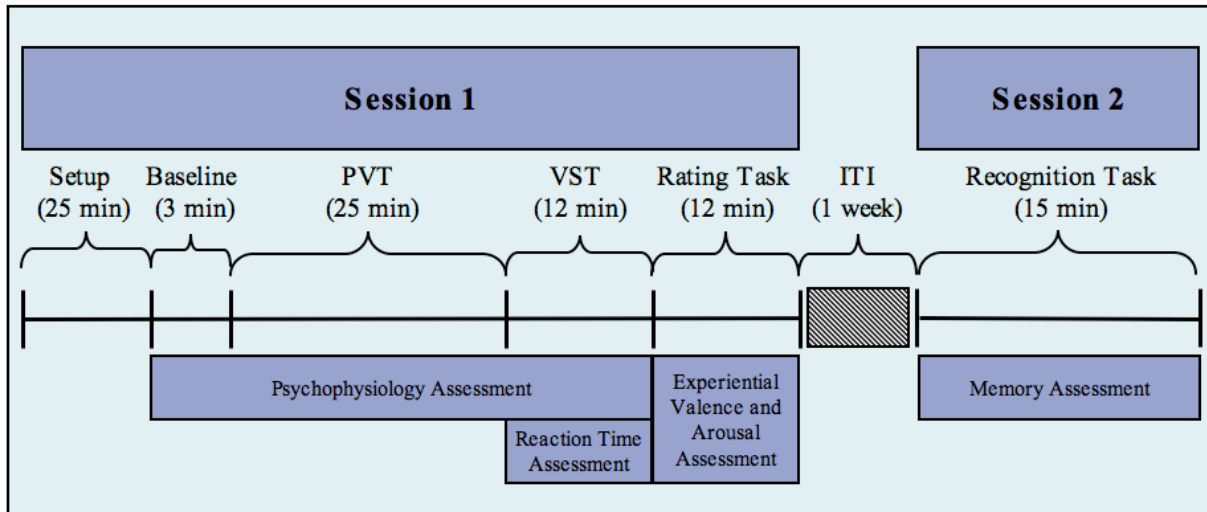 Session 1
Session 2
Setup
(25 min)
Baseline
(3 min)
PVT
(25 min)
VST
(12 min)
Rating Task
(12 min)
ITI
(1 week)
Recognition Task
(15 min)
Psychophysiology Assessment
Reaction Time
Assessment
Experiential
Valence and
Arousal
Assessment
Memory Assessment